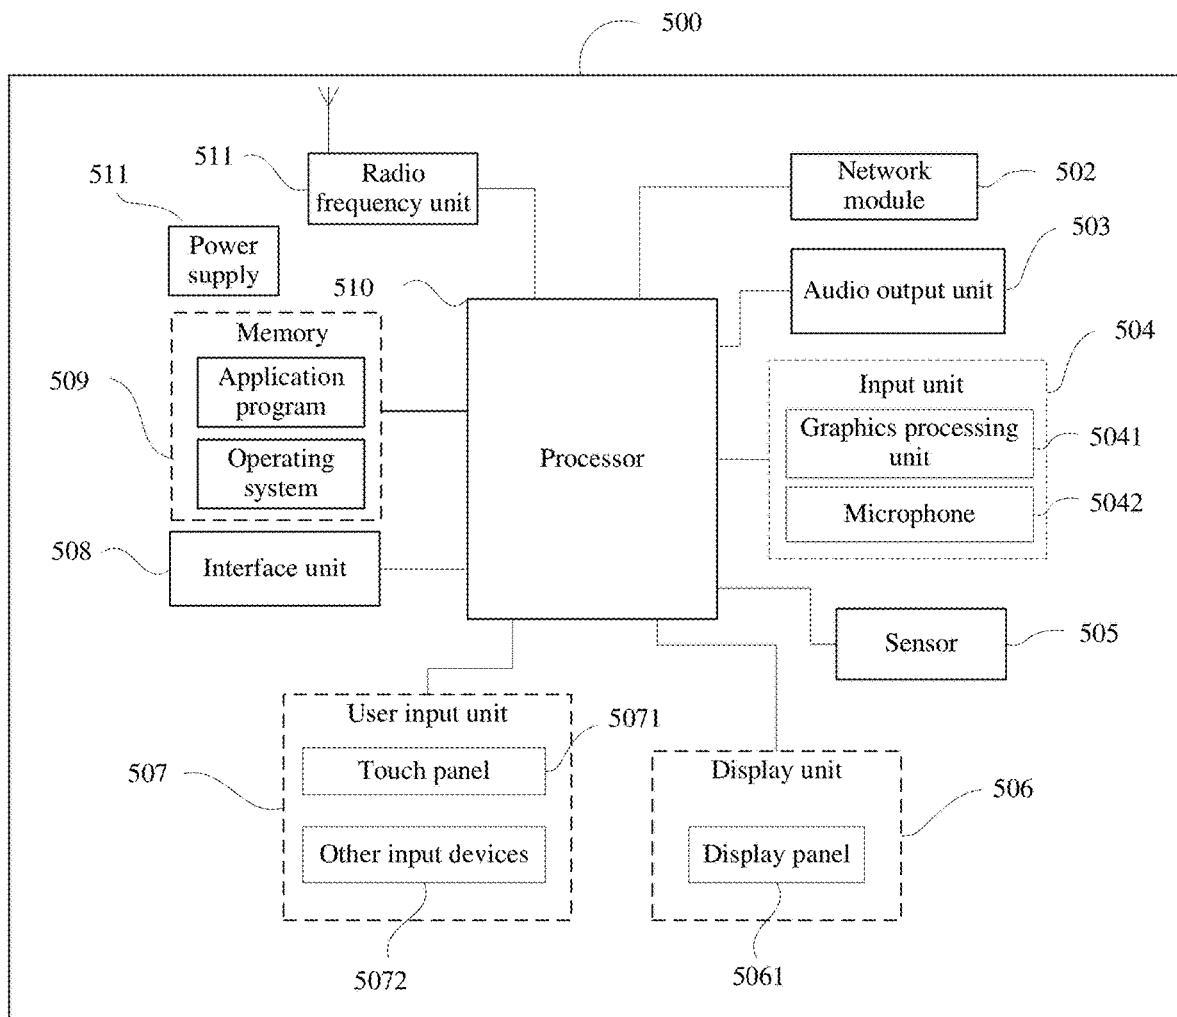 500
511
Radio
frequency unit
Network
module
502
511
Power
supply
503
Audio output unit
510
Memory
504
509
Application
program
Input unit
Graphics processing
unit
5041
Processor
Operating
system
Microphone
5042
508
Interface unit
Sensor
505
User input unit
5071
507
Touch panel
Display unit
506
Other input devices
Display panel
5072
5061